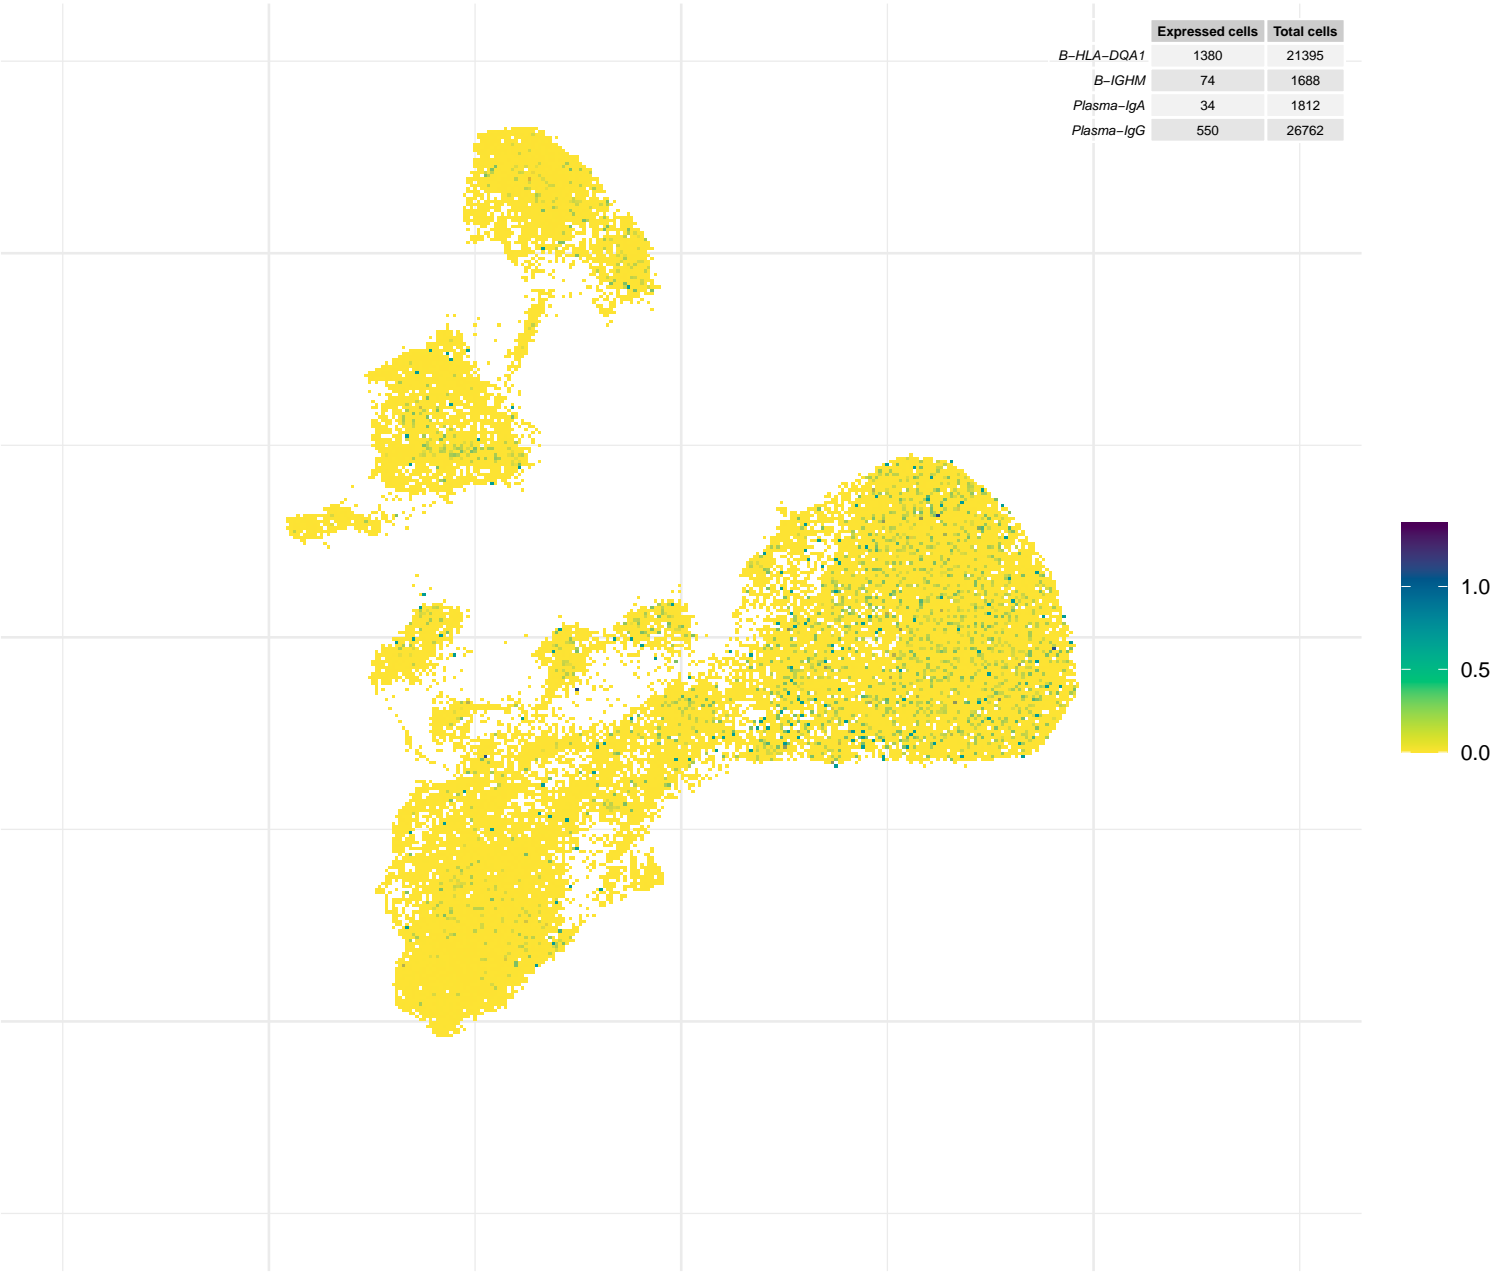 Expressed cells Total cells
B−HLA−DQA1 1380 21395
B−IGHM 74 1688
Plasma−IgA 34 1812
Plasma−IgG 550 26762
1.0
0.5
0.0